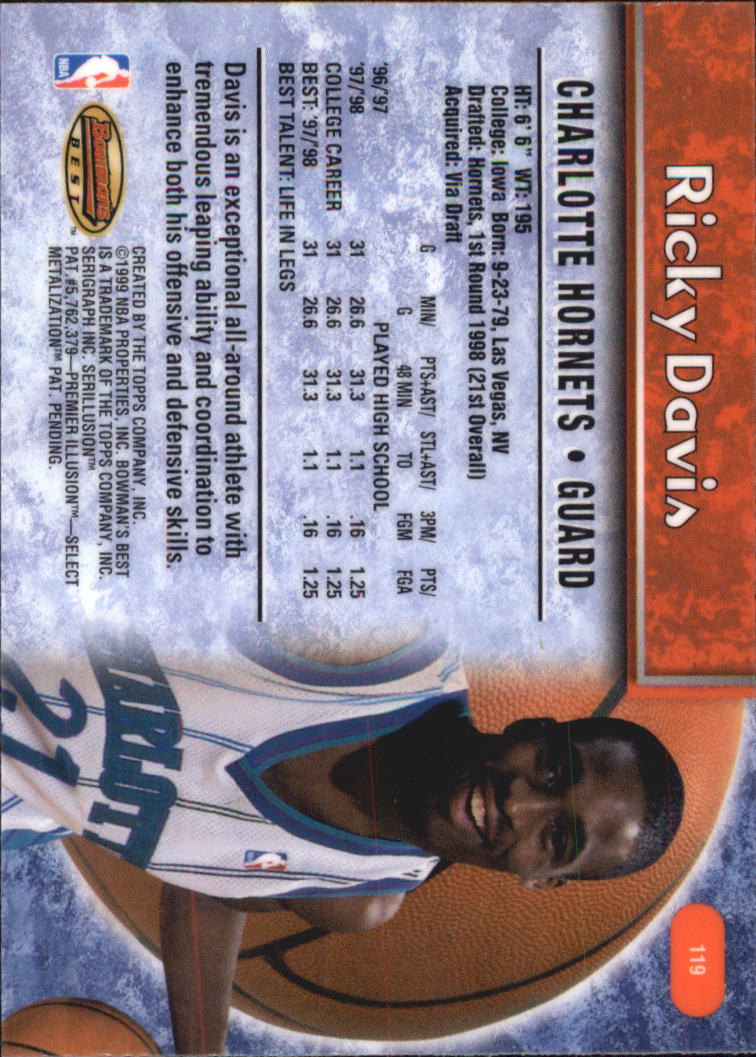 Ricky Davis
119
CHARLOTTE HORNETS • GUARD
HT: 6' 6" WT: 195
College: Iowa Born: 9-23-79, Las Vegas, NV
Drafted: Hornets, 1st Round 1998 (21st Overall)
Acquired: Via Draft
G MIN/ PTS+AST/ STL+AST/ 3PM/ PTS/
G 48 MIN TO FGM FGA
'96/'97 PLAYED HIGH SCHOOL
'97/'98 31 26.6 31.3 1.1 .16 1.25
COLLEGE CAREER 31 26.6 31.3 1.1 .16 1.25
BEST: '97/'98 31 26.6 31.3 1.1 .16 1.25
BEST TALENT: LIFE IN LEGS
Davis is an exceptional all-around athlete with
tremendous leaping ability and coordination to
enhance both his offensive and defensive skills.
CREATED BY THE TOPPS COMPANY, INC.
©1999 NBA PROPERTIES, INC. BOWMAN'S BEST
IS A TRADEMARK OF THE TOPPS COMPANY, INC.
SERIGRAPH INC. SERILLUSION™
PAT.#5,762,379—PREMIER ILLUSION™—SELECT
METALIZATION™ PAT. PENDING.
NBA
Bowman's
BEST™
ARLOTT
21